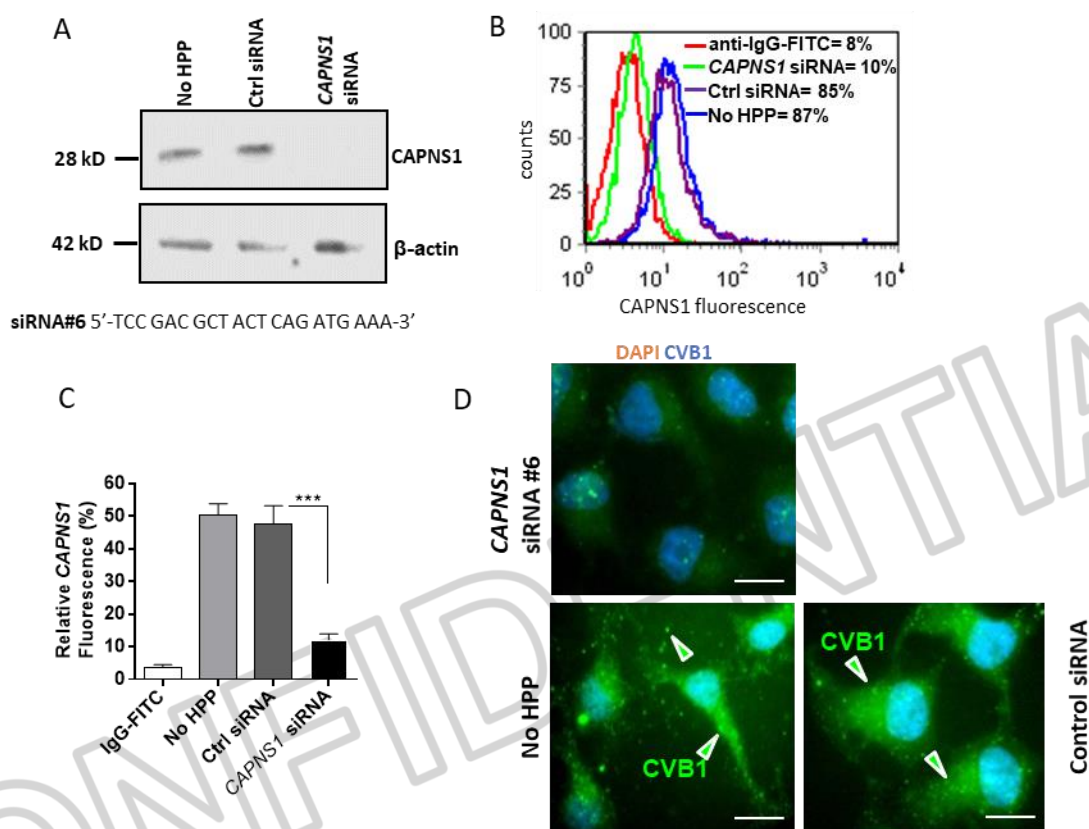 A
No HPP
Ctrl siRNA
CAPNS1
siRNA
28 kD
CAPNS1
42 kD
β-actin
siRNA#6 5′-TCC GAC GCT ACT CAG ATG AAA-3′
B
100
75
50
25
0
counts
anti-IgG-FITC= 8%
CAPNS1 siRNA= 10%
Ctrl siRNA= 85%
No HPP= 87%
10⁰
10¹
10²
10³
10⁴
CAPNS1 fluorescence
C
Relative CAPNS1
Fluorescence (%)
60
50
40
30
20
10
0
***
IgG-FITC
No HPP
Ctrl siRNA
CAPNS1 siRNA
D
DAPI CVB1
CAPNS1
siRNA #6
No HPP
CVB1
CVB1
Control siRNA
CONFIDENTIAL